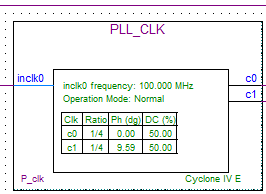 PLL_CLK
inclk0
c0
c1
inclk0 frequency: 100.000 MHz
Operation Mode: Normal
Clk Ratio Ph (dg) DC (%)
c0 1/4 0.00 50.00
c1 1/4 9.59 50.00
P_clk Cyclone IV E